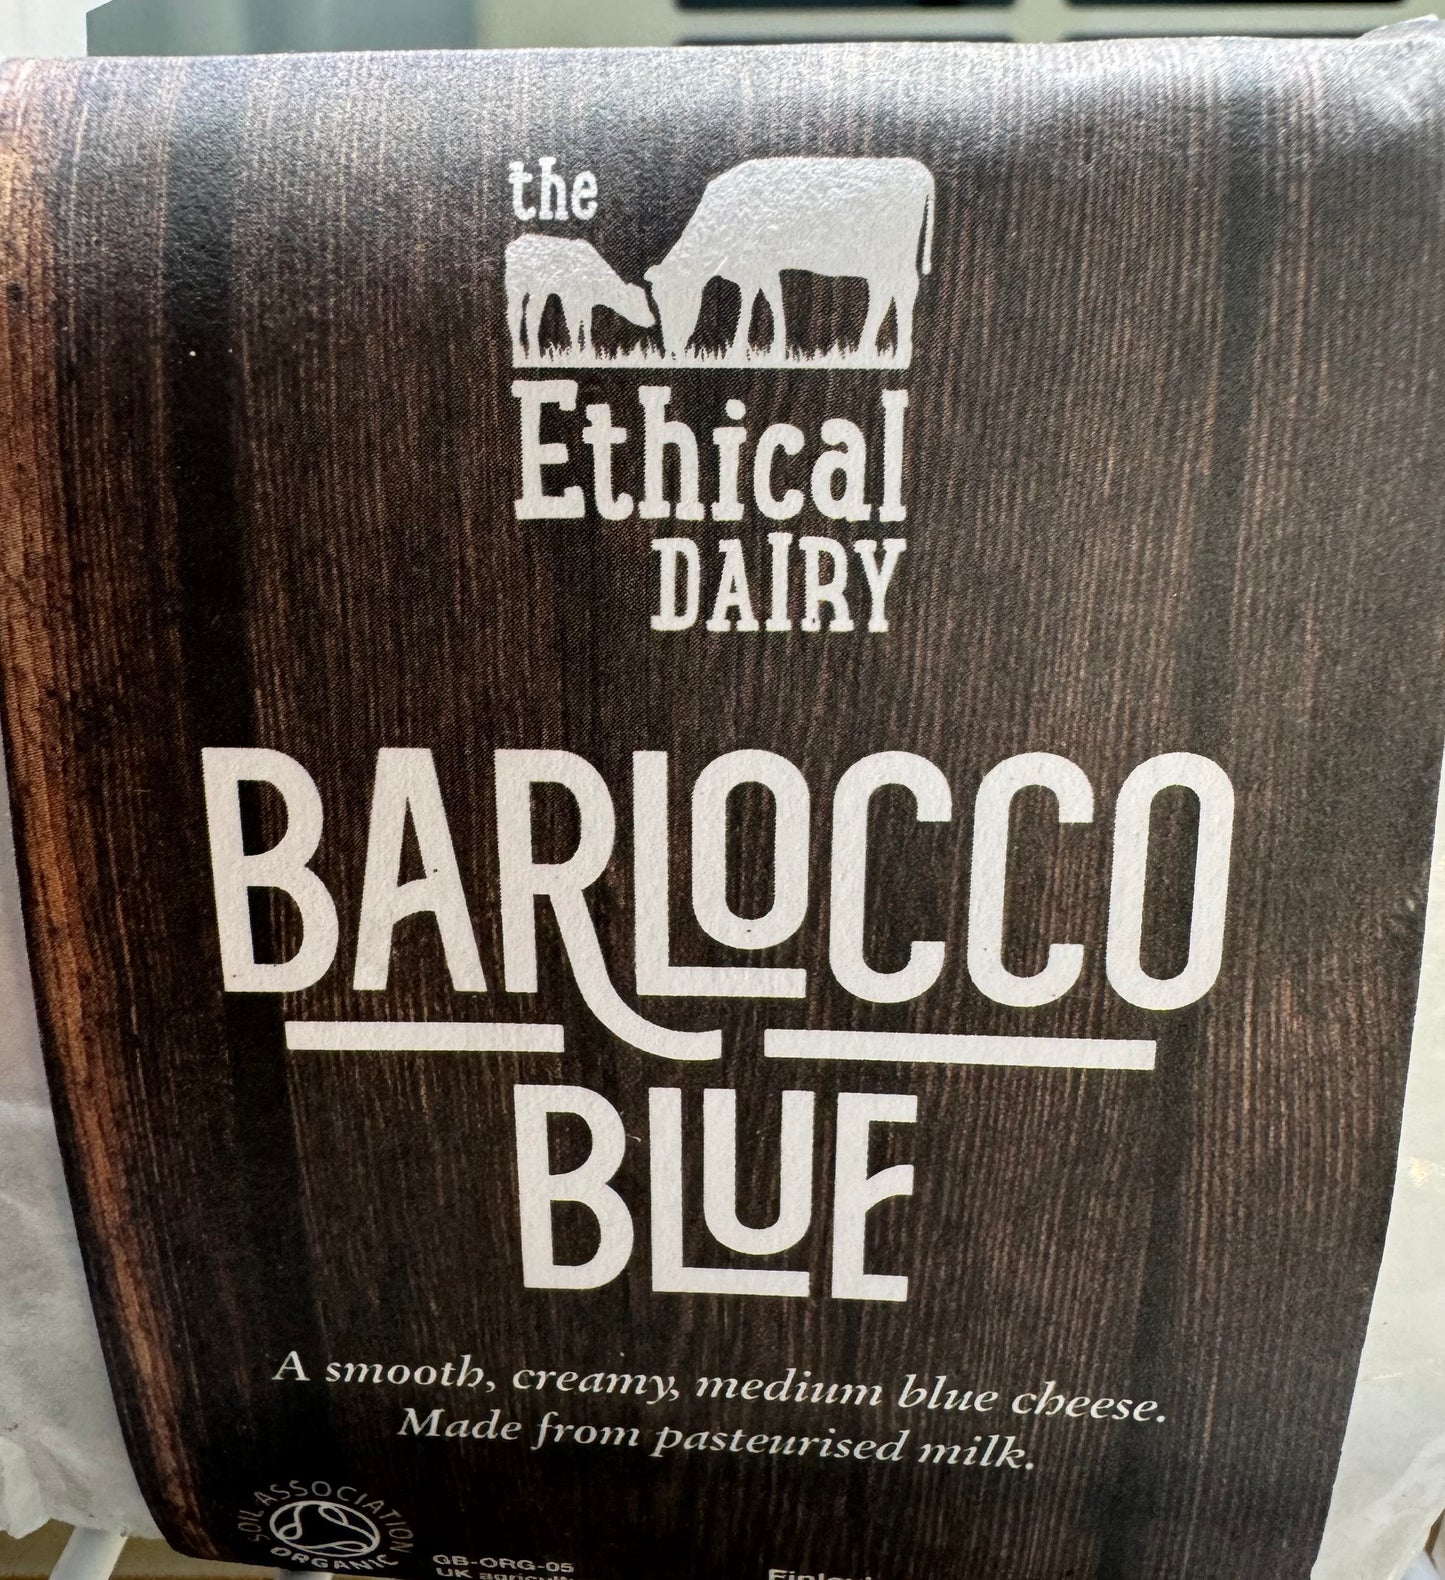 the
Ethical
DAIRY
BARLOCCO
BLUE
A smooth, creamy, medium blue cheese.
Made from pasteurised milk.
SOIL ASSOCIATION
ORGANIC
GB-ORG-05
UK